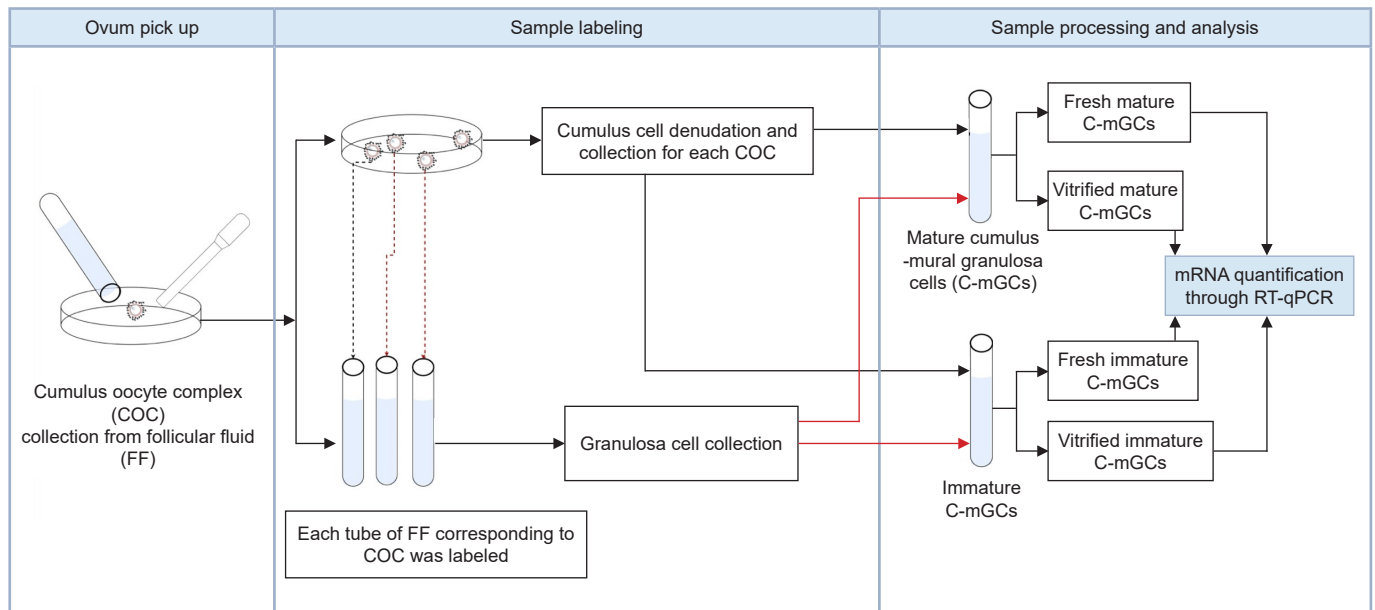 Ovum pick up
Sample labeling
Sample processing and analysis
Cumulus oocyte complex
(COC)
collection from follicular fluid
(FF)
Cumulus cell denudation and
collection for each COC
Granulosa cell collection
Each tube of FF corresponding to
COC was labeled
Mature cumulus
-mural granulosa
cells (C-mGCs)
Fresh mature
C-mGCs
Vitrified mature
C-mGCs
mRNA quantification
through RT-qPCR
Fresh immature
C-mGCs
Vitrified immature
C-mGCs
Immature
C-mGCs